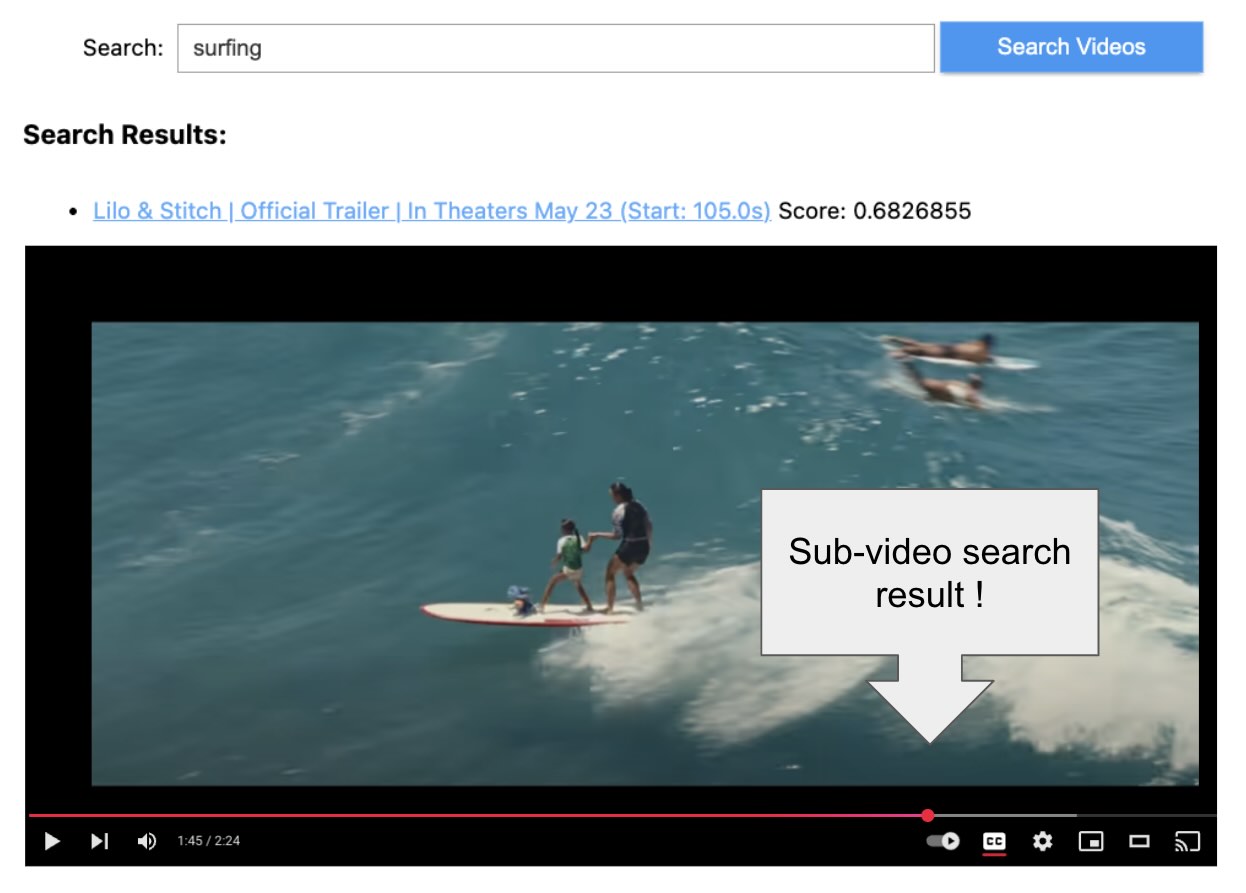 Search: surfing Search Videos
Search Results:
• Lilo & Stitch | Official Trailer | In Theaters May 23 (Start: 105.0s) Score: 0.6826855
Sub-video search
result !
1:45 / 2:24
CC